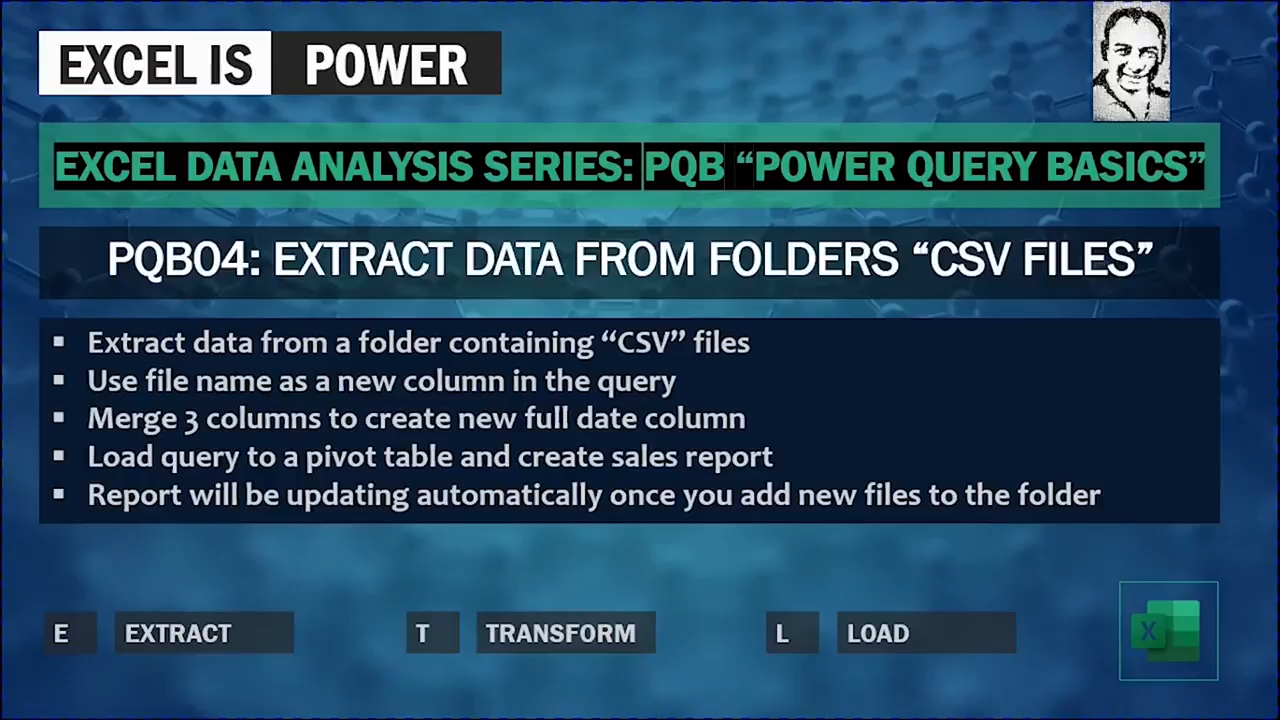 EXCEL IS POWER
EXCEL DATA ANALYSIS SERIES: PQB “POWER QUERY BASICS”
PQB04: EXTRACT DATA FROM FOLDERS “CSV FILES”
▪ Extract data from a folder containing “CSV” files
▪ Use file name as a new column in the query
▪ Merge 3 columns to create new full date column
▪ Load query to a pivot table and create sales report
▪ Report will be updating automatically once you add new files to the folder
E EXTRACT T TRANSFORM L LOAD
X